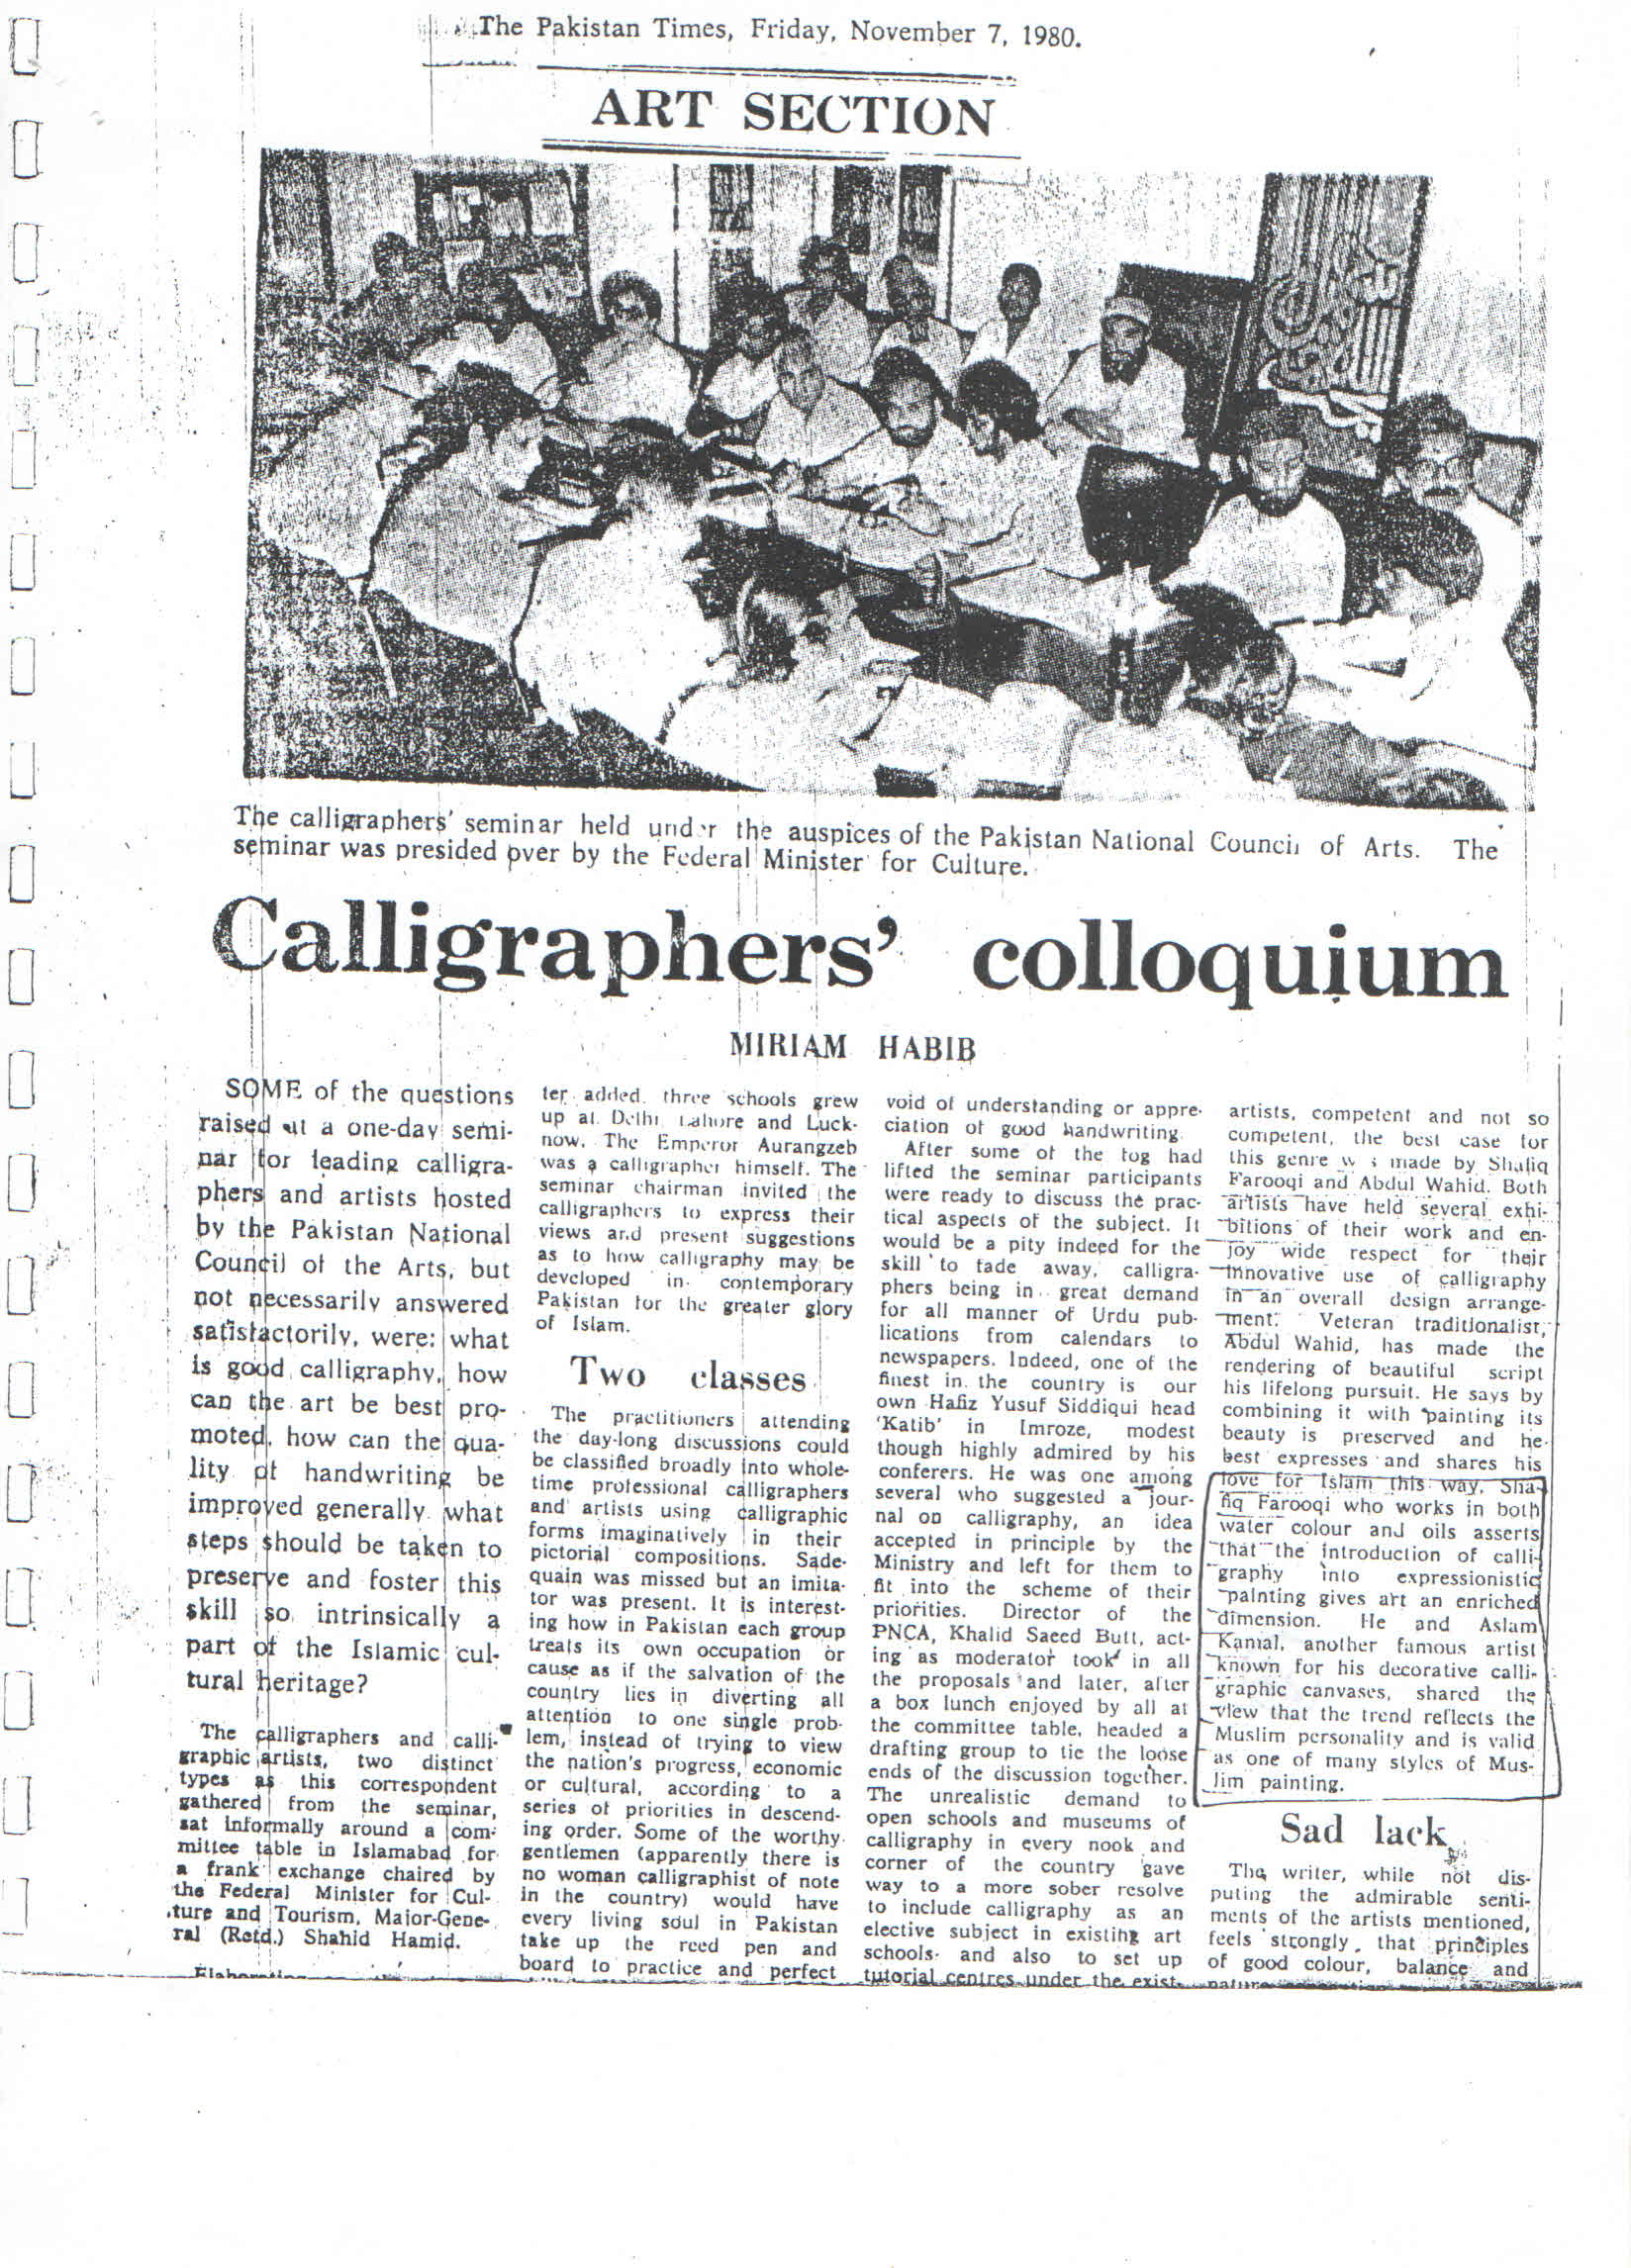 The Pakistan Times, Friday, November 7, 1980.
ART SECTION
The calligraphers' seminar held under the auspices of the Pakistan National Council of Arts. The
seminar was presided over by the Federal Minister for Culture.
Calligraphers' colloquium
MIRIAM HABIB
SOME of the questions
raised at a one-day semi-
nar for leading calligra-
phers and artists hosted
by the Pakistan National
Council of the Arts, but
not necessarily answered
satisfactorily, were: what
is good calligraphy, how
can the art be best pro-
moted, how can the qua-
lity of handwriting be
improved generally what
steps should be taken to
preserve and foster this
skill so intrinsically a
part of the Islamic cul-
tural heritage?
The calligraphers and calli-
graphic artists, two distinct
types as this correspondent
gathered from the seminar,
sat informally around a com-
mittee table in Islamabad for
a frank exchange chaired by
the Federal Minister for Cul-
ture and Tourism, Major-Gene-
ral (Retd.) Shahid Hamid.
Elaborating
ter added, three schools grew
up at Delhi, Lahore and Luck-
now. The Emperor Aurangzeb
was a calligrapher himself. The
seminar chairman invited the
calligraphers to express their
views and present suggestions
as to how calligraphy may be
developed in contemporary
Pakistan for the greater glory
of Islam.
Two classes
The practitioners attending
the day-long discussions could
be classified broadly into whole-
time professional calligraphers
and artists using calligraphic
forms imaginatively in their
pictorial compositions. Sade-
quain was missed but an imita-
tor was present. It is interest-
ing how in Pakistan each group
treats its own occupation or
cause as if the salvation of the
country lies in diverting all
attention to one single prob-
lem, instead of trying to view
the nation's progress, economic
or cultural, according to a
series of priorities in descend-
ing order. Some of the worthy
gentlemen (apparently there is
no woman calligraphist of note
in the country) would have
every living soul in Pakistan
take up the reed pen and
board to practice and perfect
void of understanding or appre-
ciation of good handwriting.
After some of the fog had
lifted the seminar participants
were ready to discuss the prac-
tical aspects of the subject. It
would be a pity indeed for the
skill to fade away, calligra-
phers being in great demand
for all manner of Urdu pub-
lications from calendars to
newspapers. Indeed, one of the
finest in the country is our
own Hafiz Yusuf Siddiqui head
'Katib' in Imroze, modest
though highly admired by his
conferers. He was one among
several who suggested a jour-
nal on calligraphy, an idea
accepted in principle by the
Ministry and left for them to
fit into the scheme of their
priorities. Director of the
PNCA, Khalid Saeed Butt, act-
ing as moderator took in all
the proposals and later, after
a box lunch enjoyed by all at
the committee table, headed a
drafting group to tie the loose
ends of the discussion together.
The unrealistic demand to
open schools and museums of
calligraphy in every nook and
corner of the country gave
way to a more sober resolve
to include calligraphy as an
elective subject in existing art
schools and also to set up
tutorial centres under the exist-
artists, competent and not so
competent, the best case for
this genre was made by Shafiq
Farooqi and Abdul Wahid. Both
artists have held several exhi-
bitions of their work and en-
joy wide respect for their
innovative use of calligraphy
in an overall design arrange-
ment. Veteran traditionalist,
Abdul Wahid, has made the
rendering of beautiful script
his lifelong pursuit. He says by
combining it with painting its
beauty is preserved and he
best expresses and shares his
love for Islam this way. Sha-
fiq Farooqi who works in both
water colour and oils asserts
that the introduction of calli-
graphy into expressionistic
painting gives art an enriched
dimension. He and Aslam
Kamal, another famous artist
known for his decorative calli-
graphic canvases, shared the
view that the trend reflects the
Muslim personality and is valid
as one of many styles of Mus-
lim painting.
Sad lack
The writer, while not dis-
puting the admirable senti-
ments of the artists mentioned,
feels strongly that principles
of good colour, balance and